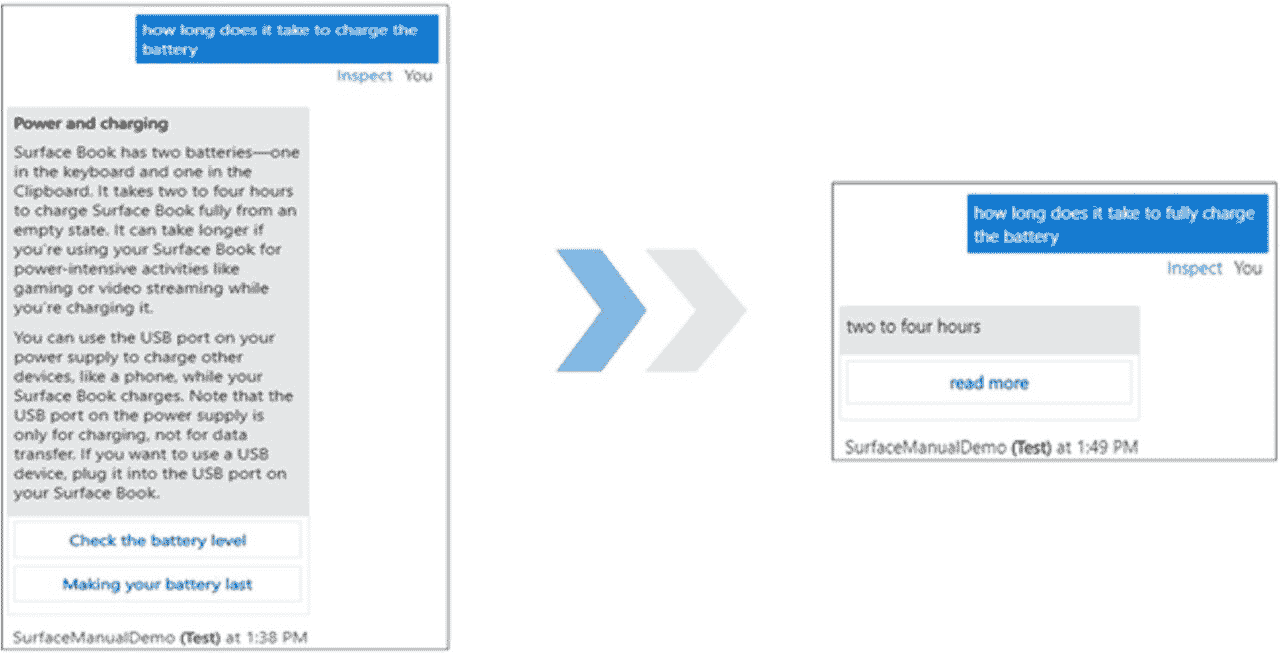 how long does it take to charge the
battery
Inspect You
Power and charging
Surface Book has two batteries—one
in the keyboard and one in the
Clipboard. It takes two to four hours
to charge Surface Book fully from an
empty state. It can take longer if
you're using your Surface Book for
power-intensive activities like
gaming or video streaming while
you're charging it.
You can use the USB port on your
power supply to charge other
devices, like a phone, while your
Surface Book charges. Note that the
USB port on the power supply is
only for charging, not for data
transfer. If you want to use a USB
device, plug it into the USB port on
your Surface Book.
Check the battery level
Making your battery last
SurfaceManualDemo (Test) at 1:38 PM
how long does it take to fully charge
the battery
Inspect You
two to four hours
read more
SurfaceManualDemo (Test) at 1:49 PM